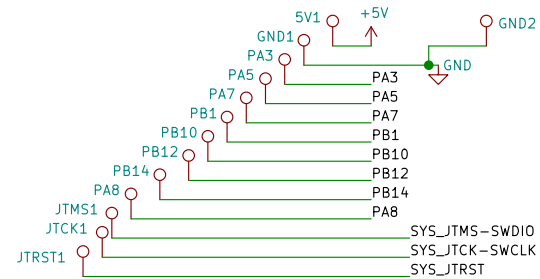 5V1 +5V
GND1 GND2
PA3 GND
PA5 PA3
PA7 PA5
PB1 PA7
PB10 PB1
PB12 PB10
PB14 PB12
PA8 PB14
JTMS1 PA8
JTCK1 SYS_JTMS-SWDIO
JTRST1 SYS_JTCK-SWCLK
SYS_JTRST